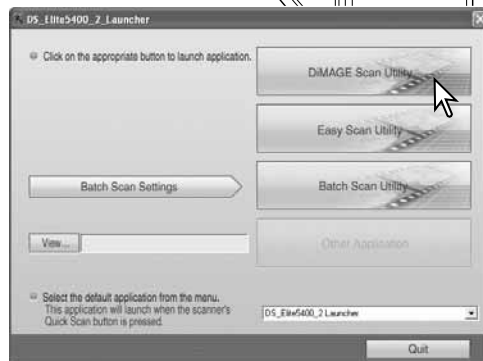 DS_Elite5400_2_Launcher
Click on the appropriate button to launch application.
DiMAGE Scan Utility
Easy Scan Utility
Batch Scan Settings
Batch Scan Utility
View...
Other Application
Select the default application from the menu.
This application will launch when the scanner's
Quick Scan button is pressed.
DS_Elite5400_2 Launcher
Quit